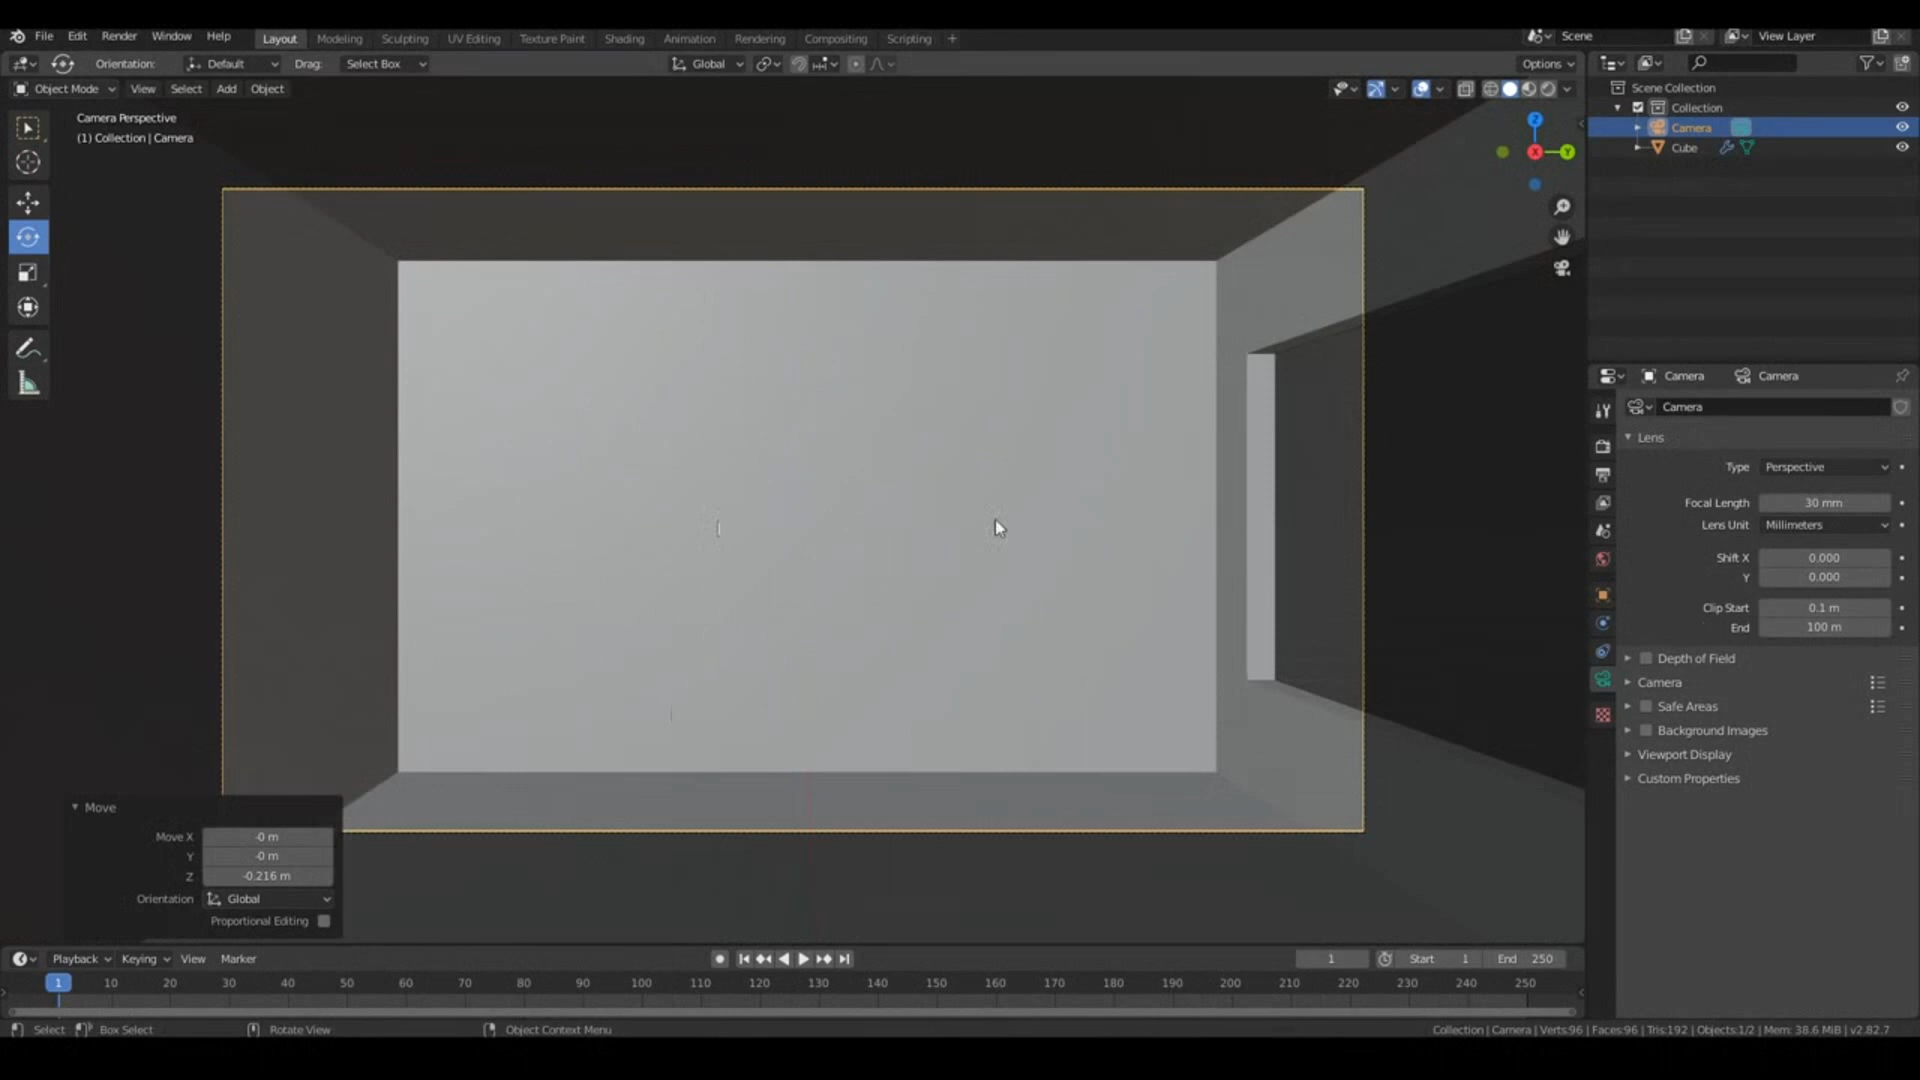 File Edit Render Window Help Layout Modeling Sculpting UV Editing Texture Paint Shading Animation Rendering Compositing Scripting + Scene View Layer
Orientation: Default Drag: Select Box Global Options
Object Mode View Select Add Object
Camera Perspective
(1) Collection | Camera
Z
X Y
Scene Collection
Collection
Camera
Cube
Camera Camera
Camera
Lens
Type Perspective
Focal Length 30 mm
Lens Unit Millimeters
Shift X 0.000
Y 0.000
Clip Start 0.1 m
End 100 m
Depth of Field
Camera
Safe Areas
Background Images
Viewport Display
Custom Properties
Move
Move X -0 m
Y -0 m
Z -0.216 m
Orientation Global
Proportional Editing
Playback Keying View Marker 1 Start 1 End 250
1 10 20 30 40 50 60 70 80 90 100 110 120 130 140 150 160 170 180 190 200 210 220 230 240 250
Select Box Select Rotate View Object Context Menu Collection | Camera | Verts:96 | Faces:96 | Tris:192 | Objects:1/2 | Mem: 38.6 MiB | v2.82.7